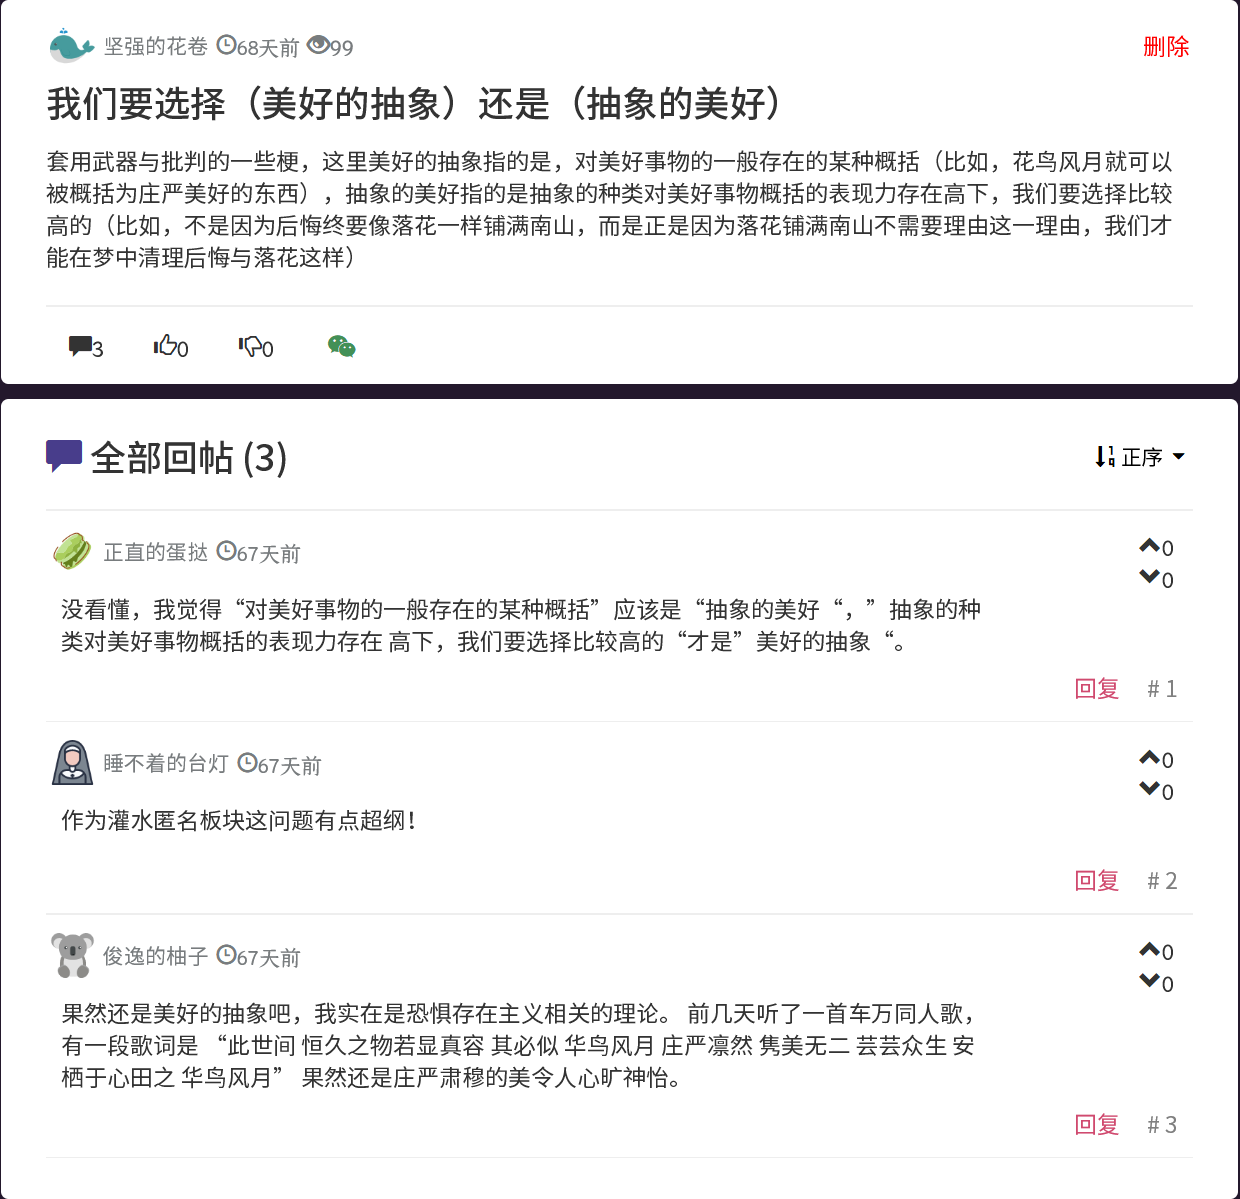 坚强的花卷 68天前 99 删除
我们要选择（美好的抽象）还是（抽象的美好）
套用武器与批判的一些梗，这里美好的抽象指的是，对美好事物的一般存在的某种概括（比如，花鸟风月就可以
被概括为庄严美好的东西），抽象的美好指的是抽象的种类对美好事物概括的表现力存在高下，我们要选择比较
高的（比如，不是因为后悔终要像落花一样铺满南山，而是正是因为落花铺满南山不需要理由这一理由，我们才
能在梦中清理后悔与落花这样）
3 0 0
全部回帖 (3) 正序
正直的蛋挞 67天前 0
0
没看懂，我觉得“对美好事物的一般存在的某种概括”应该是“抽象的美好“，”抽象的种
类对美好事物概括的表现力存在 高下，我们要选择比较高的“才是”美好的抽象“。
回复 # 1
睡不着的台灯 67天前 0
0
作为灌水匿名板块这问题有点超纲！
回复 # 2
俊逸的柚子 67天前 0
0
果然还是美好的抽象吧，我实在是恐惧存在主义相关的理论。 前几天听了一首车万同人歌，
有一段歌词是 “此世间 恒久之物若显真容 其必似 华鸟风月 庄严凛然 隽美无二 芸芸众生 安
栖于心田之 华鸟风月” 果然还是庄严肃穆的美令人心旷神怡。
回复 # 3